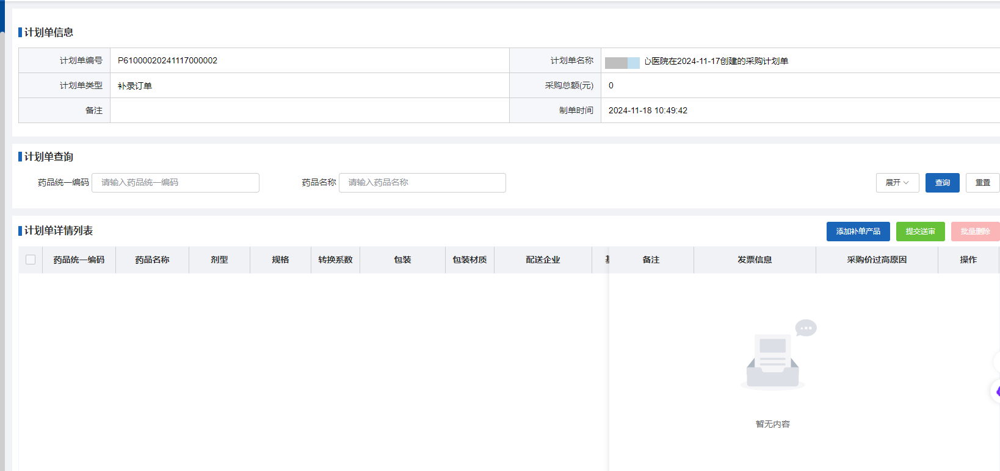 计划单信息
计划单编号 P61000020241117000002 计划单名称 心医院在2024-11-17创建的采购计划单
计划单类型 补录订单 采购总额(元) 0
备注 制单时间 2024-11-18 10:49:42
计划单查询
药品统一编码 请输入药品统一编码 药品名称 请输入药品名称 展开 查询 重置
计划单详情列表 添加补单产品 提交送审 批量删除
药品统一编码 药品名称 剂型 规格 转换系数 包装 包装材质 配送企业 备注 发票信息 采购价过高原因 操作
暂无内容